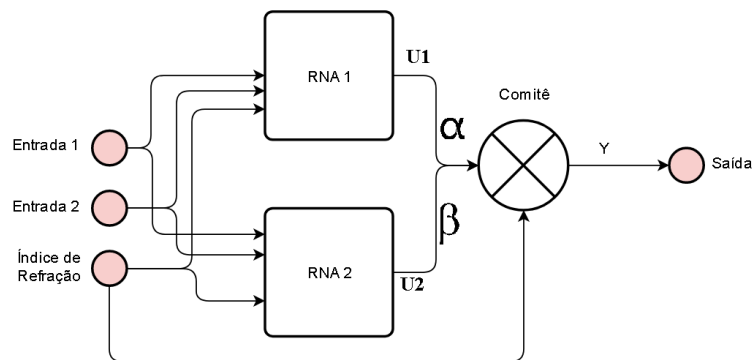 U1
RNA 1
Comitê
α
Entrada 1
Y
Saída
Entrada 2
β
Índice de
Refração
RNA 2
U2